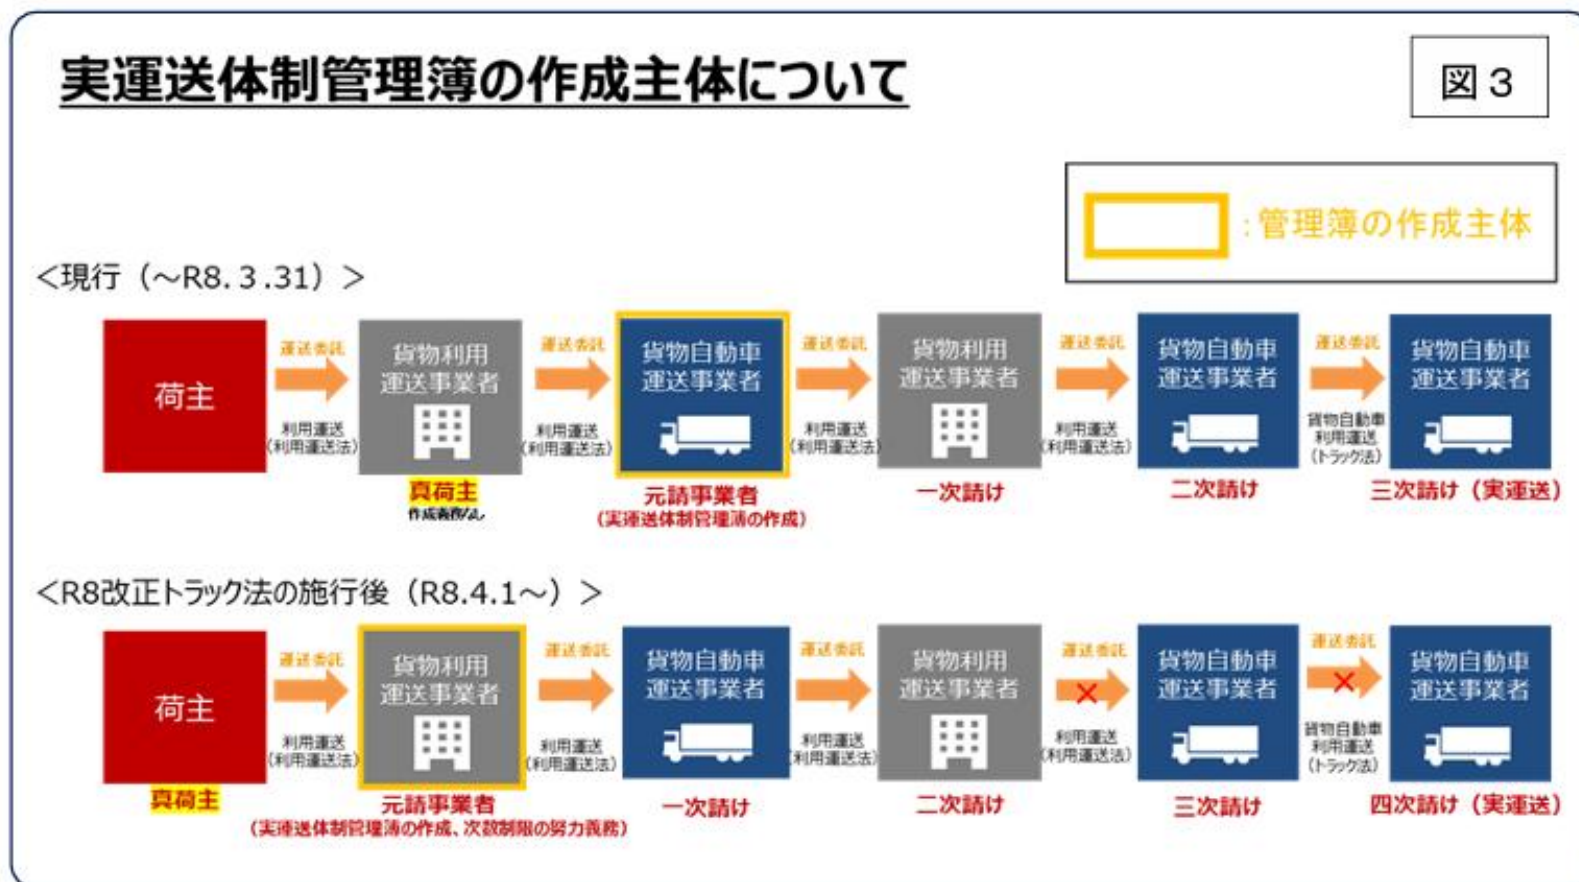 実運送体制管理簿の作成主体について
図３
：管理簿の作成主体
＜現行（～R8.３.31）＞
荷主
運送委託
利用運送
（利用運送法）
貨物利用
運送事業者
真荷主
作成義務なし
運送委託
利用運送
（利用運送法）
貨物自動車
運送事業者
元請事業者
（実運送体制管理簿の作成）
運送委託
利用運送
（利用運送法）
貨物利用
運送事業者
一次請け
運送委託
利用運送
（利用運送法）
貨物自動車
運送事業者
二次請け
運送委託
貨物自動車
利用運送
（トラック法）
貨物自動車
運送事業者
三次請け（実運送）
＜R8改正トラック法の施行後（R8.4.1～）＞
荷主
真荷主
運送委託
利用運送
（利用運送法）
貨物利用
運送事業者
元請事業者
（実運送体制管理簿の作成、次数制限の努力義務）
運送委託
利用運送
（利用運送法）
貨物自動車
運送事業者
一次請け
運送委託
利用運送
（利用運送法）
貨物利用
運送事業者
二次請け
運送委託
利用運送
（利用運送法）
貨物自動車
運送事業者
三次請け
運送委託
貨物自動車
利用運送
（トラック法）
貨物自動車
運送事業者
四次請け（実運送）